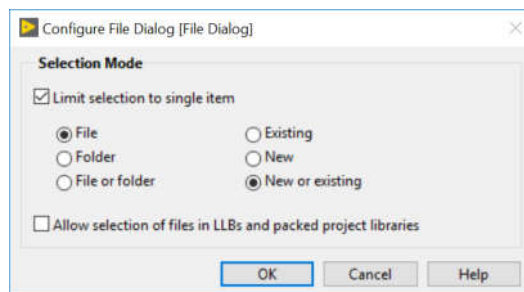 Configure File Dialog [File Dialog]
Selection Mode
Limit selection to single item
File
Existing
Folder
New
File or folder
New or existing
Allow selection of files in LLBs and packed project libraries
OK
Cancel
Help